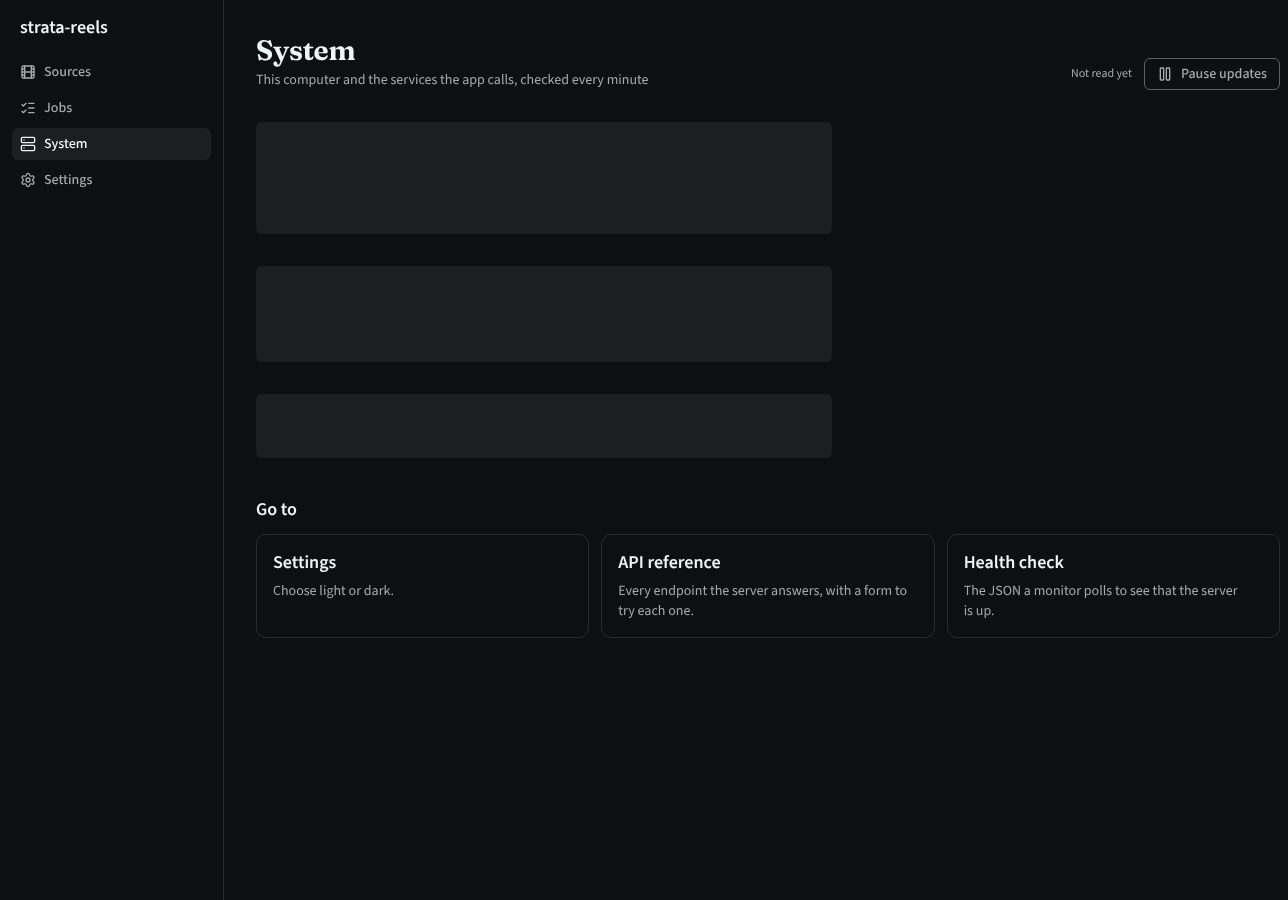 strata-reels
Sources
Jobs
System
Settings
System
This computer and the services the app calls, checked every minute
Not read yet
Pause updates
Go to
Settings
Choose light or dark.
API reference
Every endpoint the server answers, with a form to
try each one.
Health check
The JSON a monitor polls to see that the server
is up.